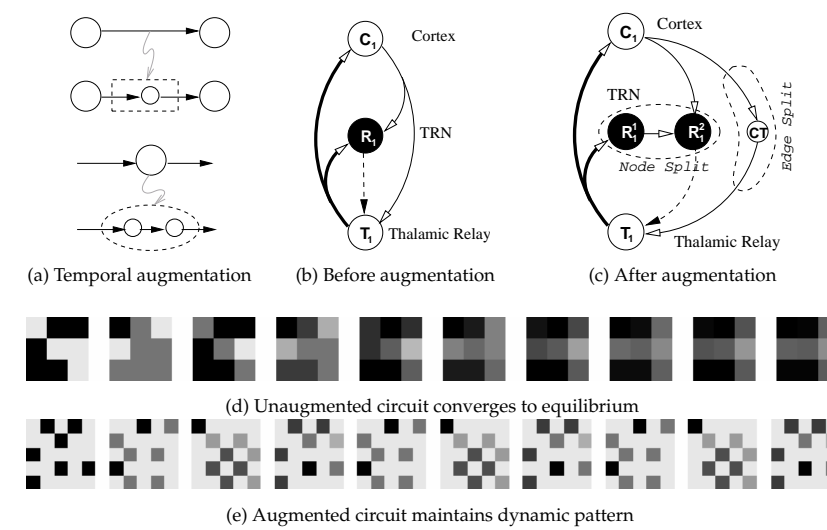 C1
Cortex
R1
TRN
T1
Thalamic Relay
C1
Cortex
TRN
R1 1
R1 2
CT
Node Split
Edge Split
T1
Thalamic Relay
(a) Temporal augmentation
(b) Before augmentation
(c) After augmentation
(d) Unaugmented circuit converges to equilibrium
(e) Augmented circuit maintains dynamic pattern